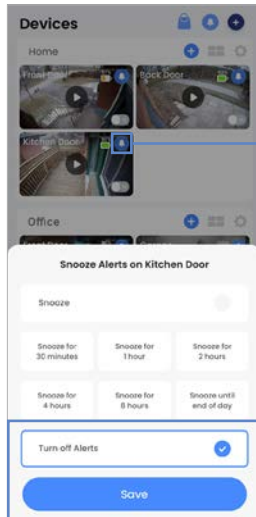 Devices
Home
Front Door
Back Door
Kitchen Door
Office
Snooze Alerts on Kitchen Door
Snooze
Snooze for
30 minutes
Snooze for
1 hour
Snooze for
2 hours
Snooze for
4 hours
Snooze for
8 hours
Snooze until
end of day
Turn off Alerts
Save